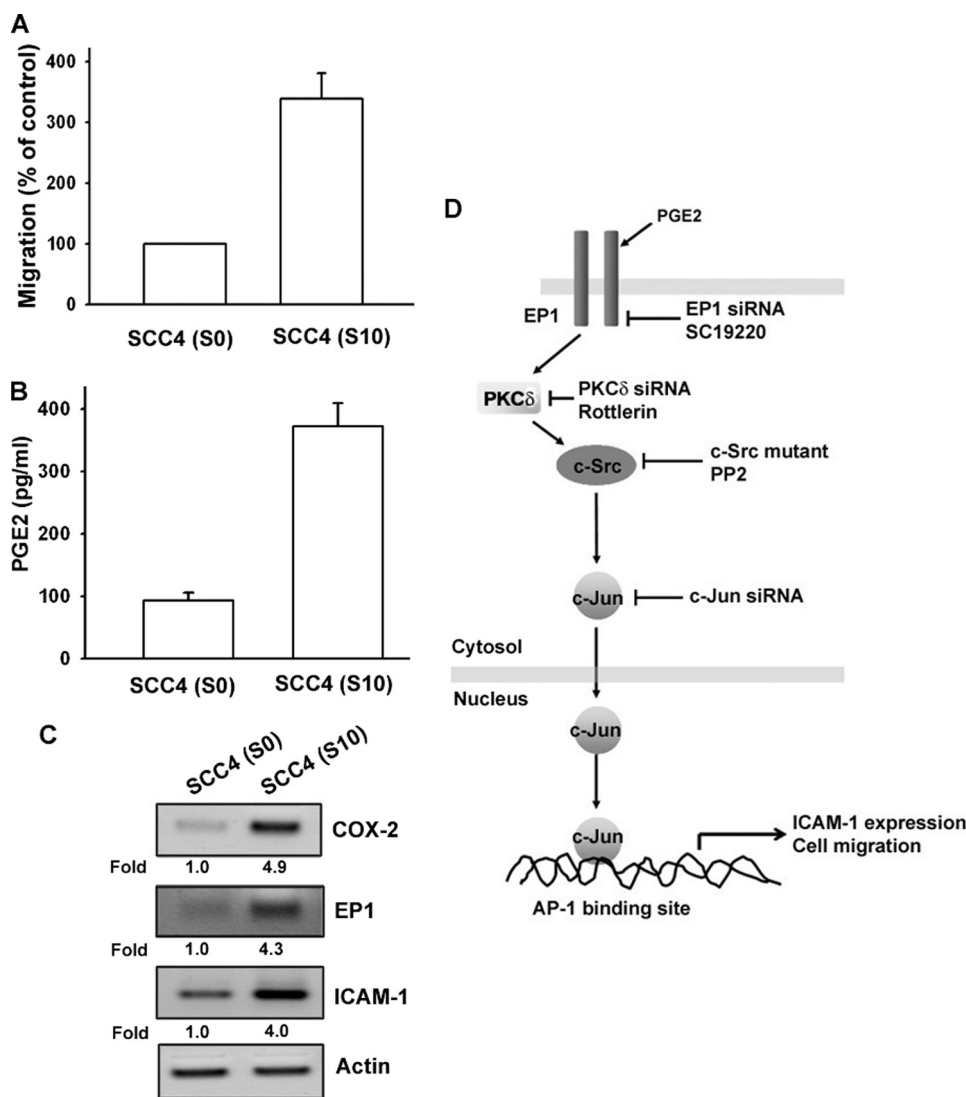 A
Migration (% of control)
400
300
200
100
0
SCC4 (S0)
SCC4 (S10)
B
PGE2 (pg/ml)
400
300
200
100
0
SCC4 (S0)
SCC4 (S10)
C
SCC4 (S0)
SCC4 (S10)
COX-2
Fold 1.0 4.9
EP1
Fold 1.0 4.3
ICAM-1
Fold 1.0 4.0
Actin
D
PGE2
EP1
EP1 siRNA
SC19220
PKCδ
PKCδ siRNA
Rottlerin
c-Src
c-Src mutant
PP2
c-Jun
c-Jun siRNA
Cytosol
Nucleus
c-Jun
c-Jun
ICAM-1 expression
Cell migration
AP-1 binding site